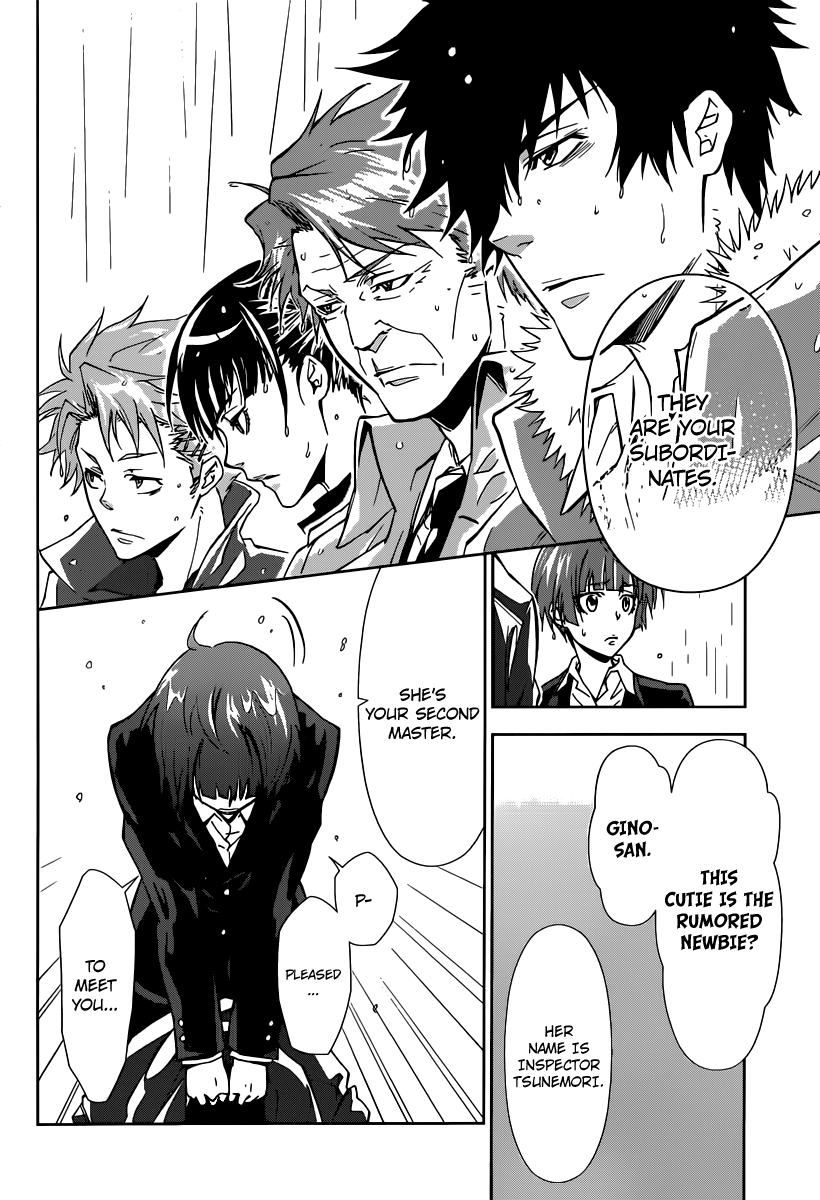 THEY
ARE YOUR
SUBORDI-
NATES.
GINO-
SAN.
THIS
CUTIE IS THE
RUMORED
NEWBIE?
HER
NAME IS
INSPECTOR
TSUNEMORI.
SHE'S
YOUR SECOND
MASTER.
P-
PLEASED
...
TO
MEET
YOU...